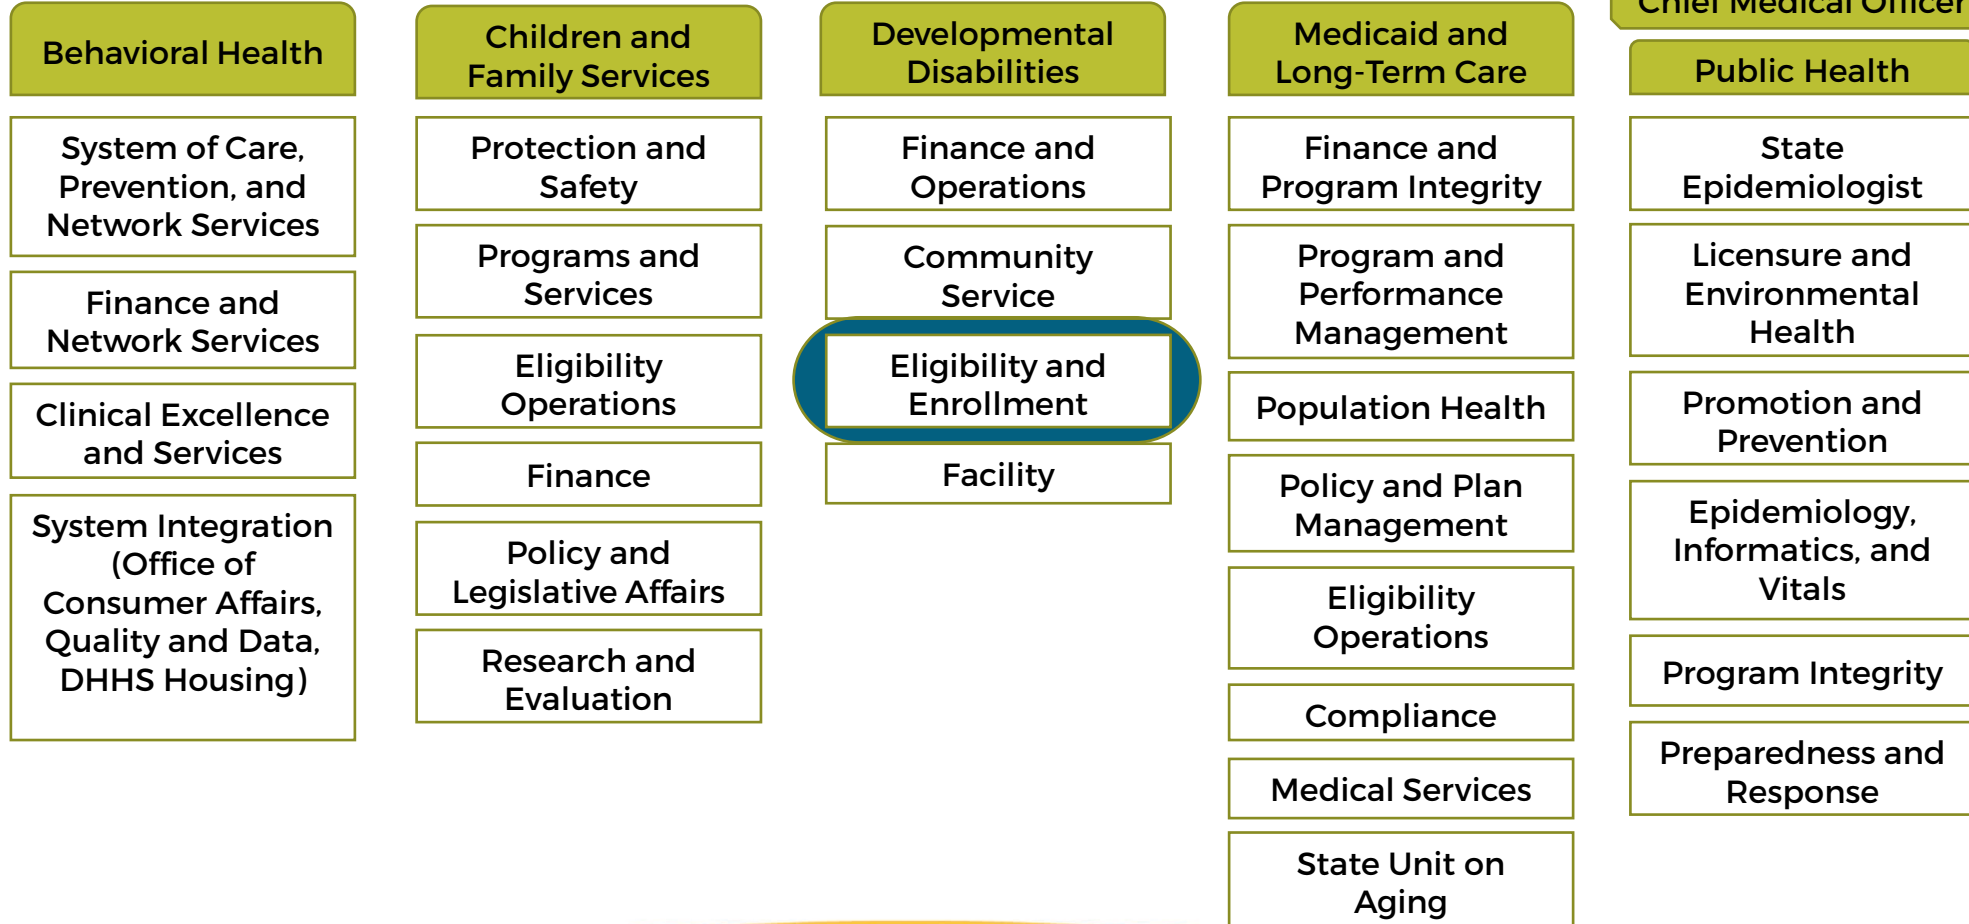 Behavioral Health
System of Care,
Prevention, and
Network Services
Finance and
Network Services
Clinical Excellence
and Services
System Integration
(Office of
Consumer Affairs,
Quality and Data,
DHHS Housing)
Children and
Family Services
Protection and
Safety
Programs and
Services
Eligibility
Operations
Finance
Policy and
Legislative Affairs
Research and
Evaluation
Developmental
Disabilities
Finance and
Operations
Community
Service
Eligibility and
Enrollment
Facility
Medicaid and
Long-Term Care
Finance and
Program Integrity
Program and
Performance
Management
Population Health
Policy and Plan
Management
Eligibility
Operations
Compliance
Medical Services
State Unit on
Aging
Chief Medical Officer
Public Health
State
Epidemiologist
Licensure and
Environmental
Health
Promotion and
Prevention
Epidemiology,
Informatics, and
Vitals
Program Integrity
Preparedness and
Response